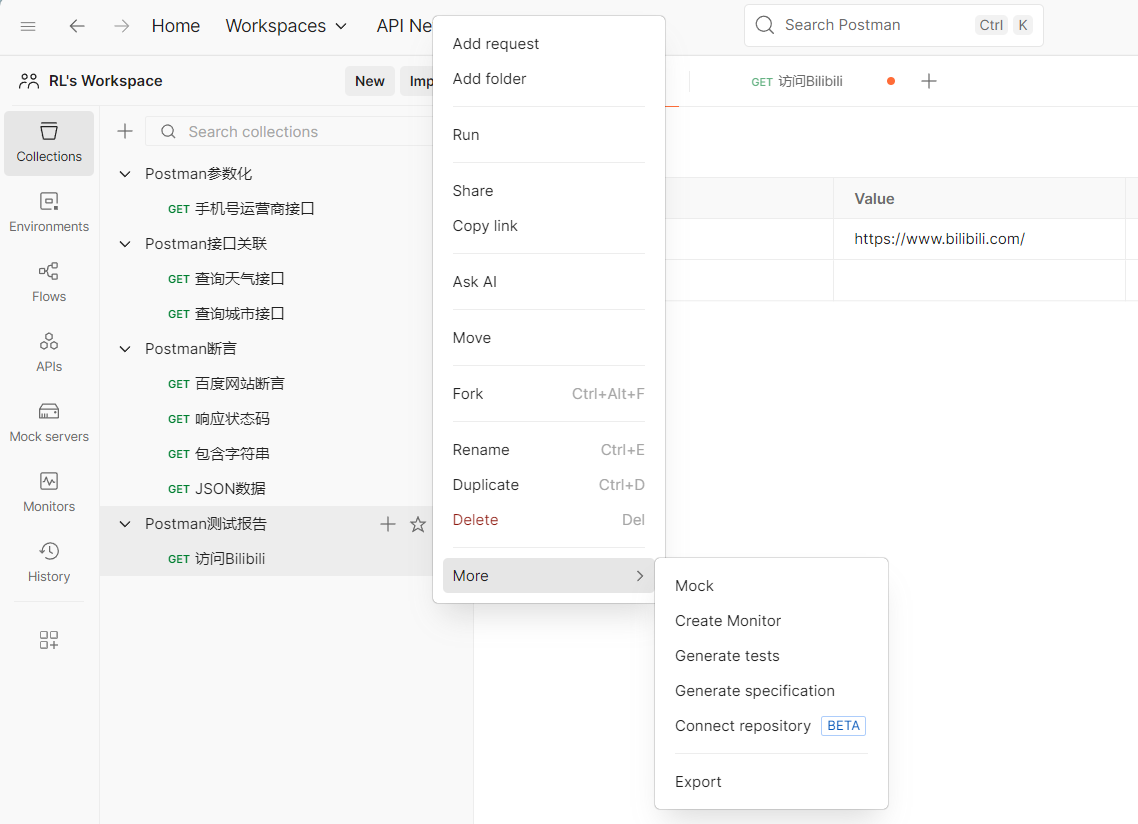 Home Workspaces API Ne
Search Postman Ctrl K
RL's Workspace New Imp
GET 访问Bilibili
Collections
Environments
Flows
APIs
Mock servers
Monitors
History
Search collections
Postman参数化
GET 手机号运营商接口
Postman接口关联
GET 查询天气接口
GET 查询城市接口
Postman断言
GET 百度网站断言
GET 响应状态码
GET 包含字符串
GET JSON数据
Postman测试报告
GET 访问Bilibili
Add request
Add folder
Run
Share
Copy link
Ask AI
Move
Fork Ctrl+Alt+F
Rename Ctrl+E
Duplicate Ctrl+D
Delete Del
More
Mock
Create Monitor
Generate tests
Generate specification
Connect repository BETA
Export
Value
https://www.bilibili.com/